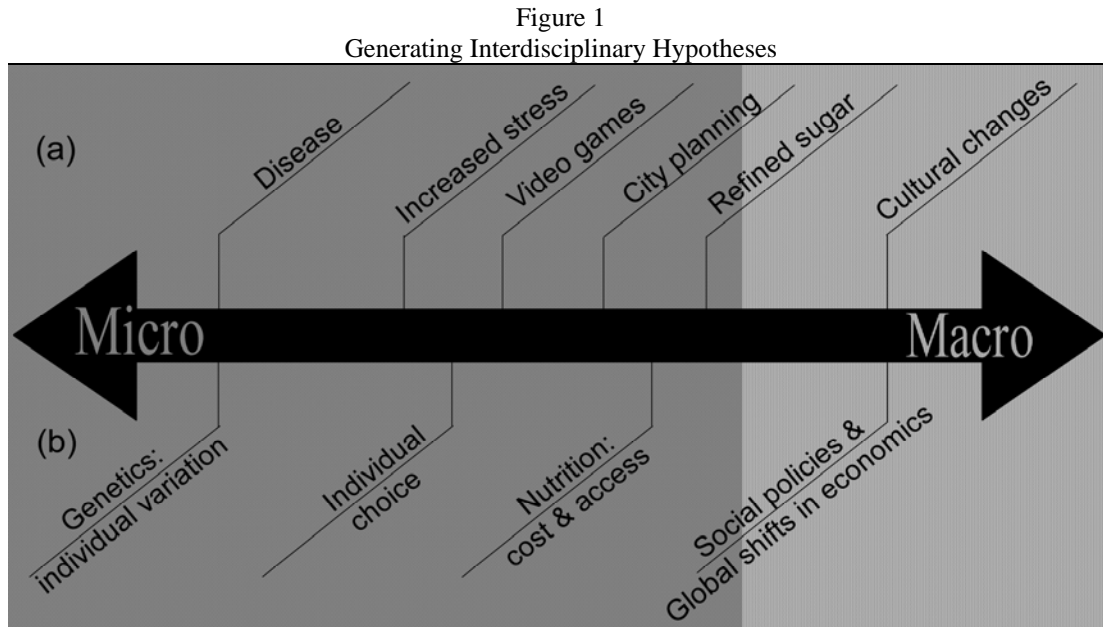 Figure 1
Generating Interdisciplinary Hypotheses
(a)
Disease
Increased stress
Video games
City planning
Refined sugar
Cultural changes
Micro
Macro
(b)
Genetics:
individual variation
Individual
choice
Nutrition:
cost & access
Social policies &
Global shifts in economics